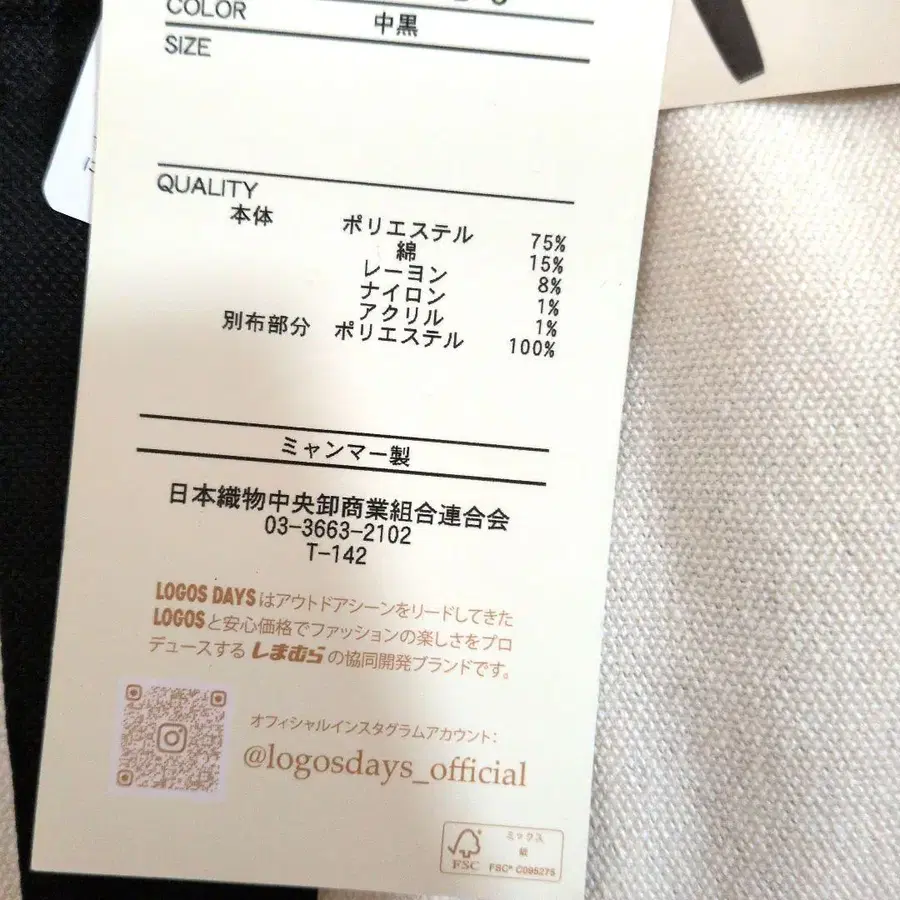 COLOR
中黒
SIZE
QUALITY
本体 ポリエステル 75%
綿 15%
レーヨン 8%
ナイロン 1%
アクリル 1%
別布部分 ポリエステル 100%
ミャンマー製
日本織物中央卸商業組合連合会
03-3663-2102
T-142
LOGOS DAYSはアウトドアシーンをリードしてきた
LOGOSと安心価格でファッションの楽しさをプロ
デュースするしまむらの協同開発ブランドです。
オフィシャルインスタグラムアカウント:
@logosdays_official
ミックス
紙
FSC
FSC® C095275